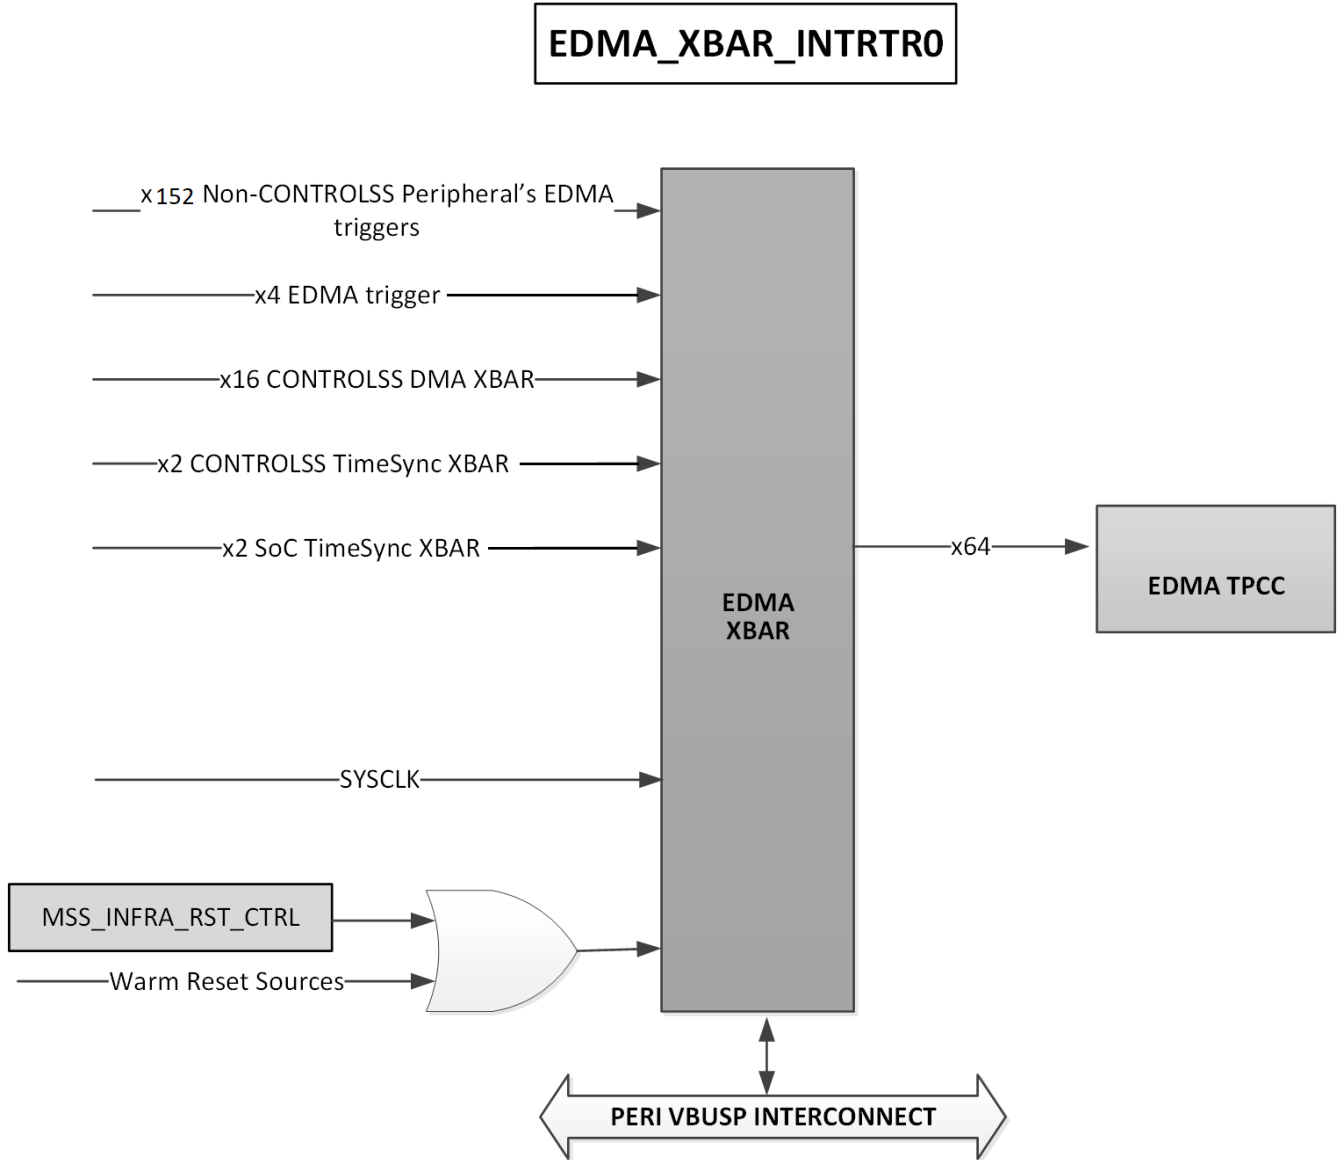 EDMA_XBAR_INTRTR0
x152 Non-CONTROLSS Peripheral's EDMA
triggers
x4 EDMA trigger
x16 CONTROLSS DMA XBAR
x2 CONTROLSS TimeSync XBAR
x2 SoC TimeSync XBAR
x64
EDMA TPCC
EDMA
XBAR
SYSCLK
MSS_INFRA_RST_CTRL
Warm Reset Sources
PERI VBUSP INTERCONNECT